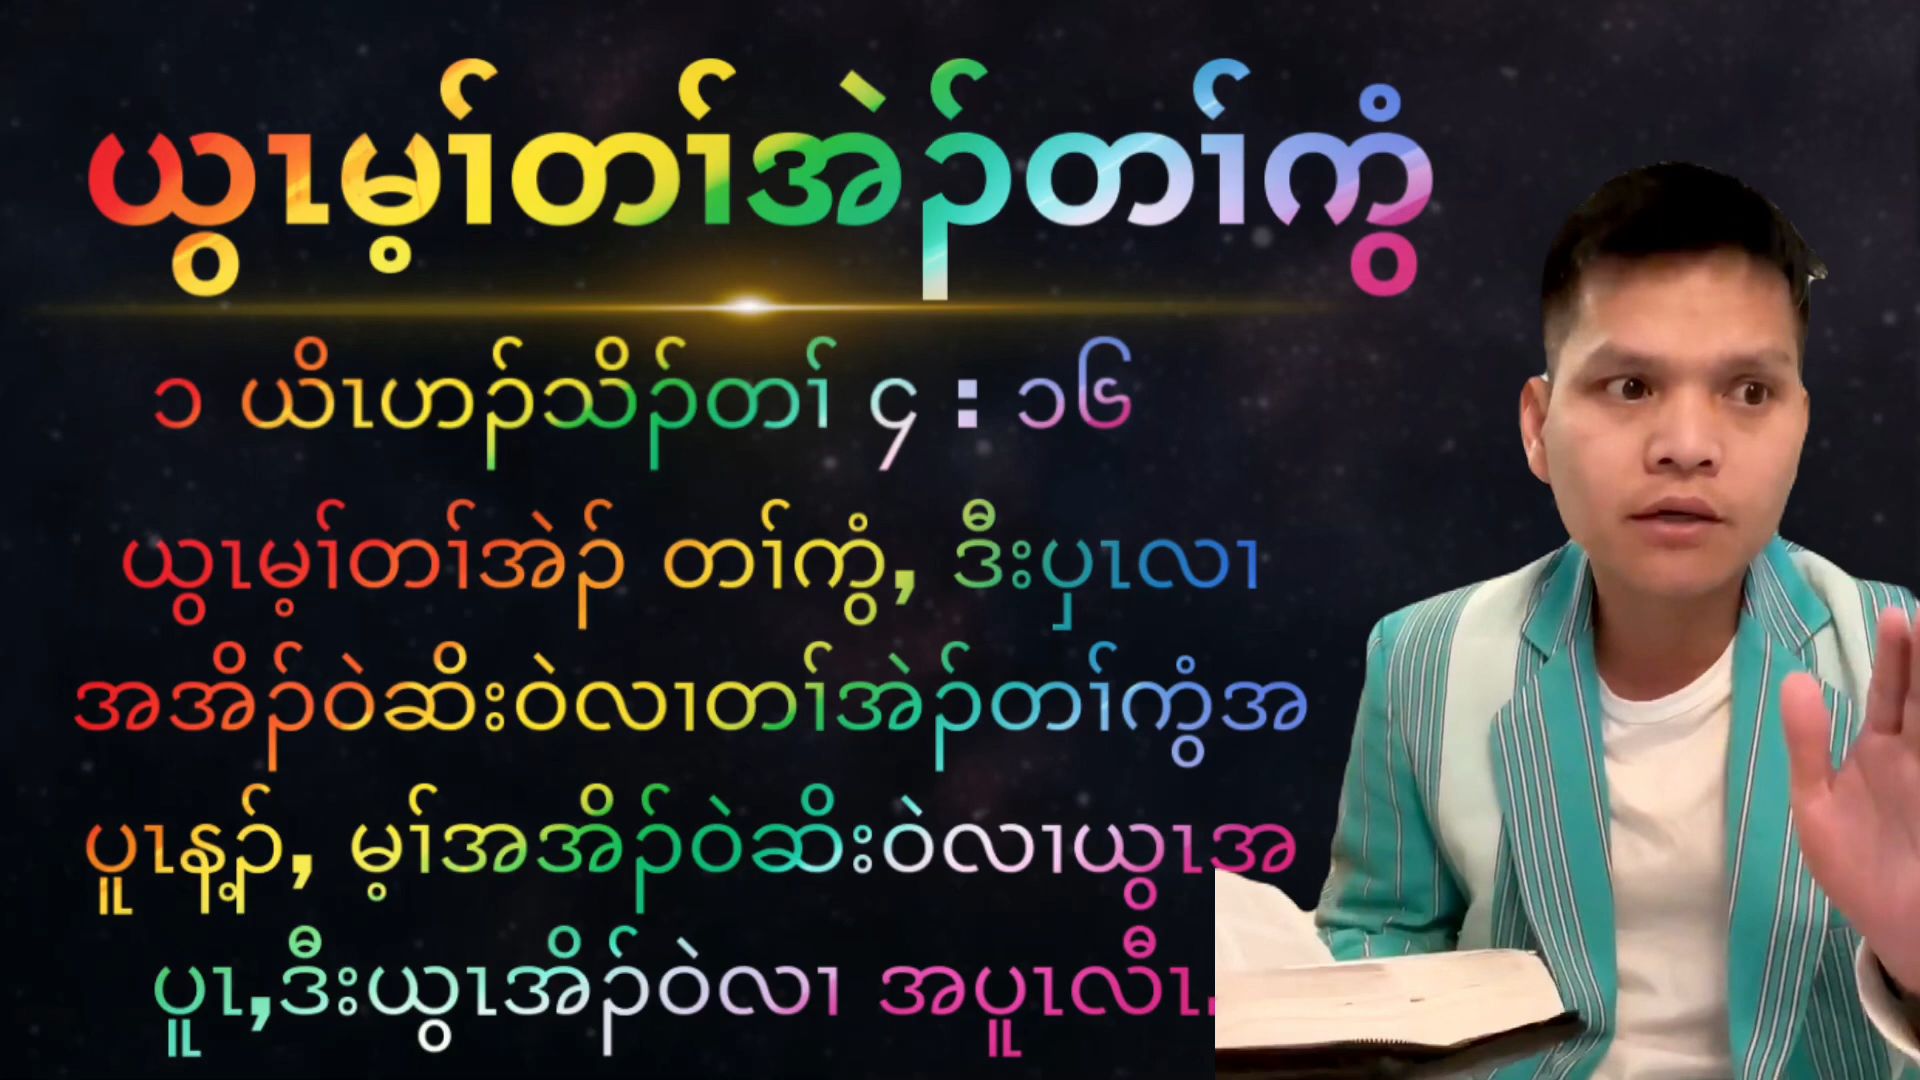 ယွၤမ့ၢ်တၢ်အဲၣ်တၢ်ကွံ
၁ ယိၤဟၣ်သိၣ်တၢ် ၄ : ၁၆
ယွၤမ့ၢ်တၢ်အဲၣ် တၢ်ကွံ, ဒီးပှၤလၢ
အအိၣ်ဝဲဆိးဝဲလၢတၢ်အဲၣ်တၢ်ကွံအ
ပူၤန့ၣ်, မ့ၢ်အအိၣ်ဝဲဆိးဝဲလၢယွၤအ
ပူၤ,ဒီးယွၤအိၣ်ဝဲလၢ အပူၤလီၤ.